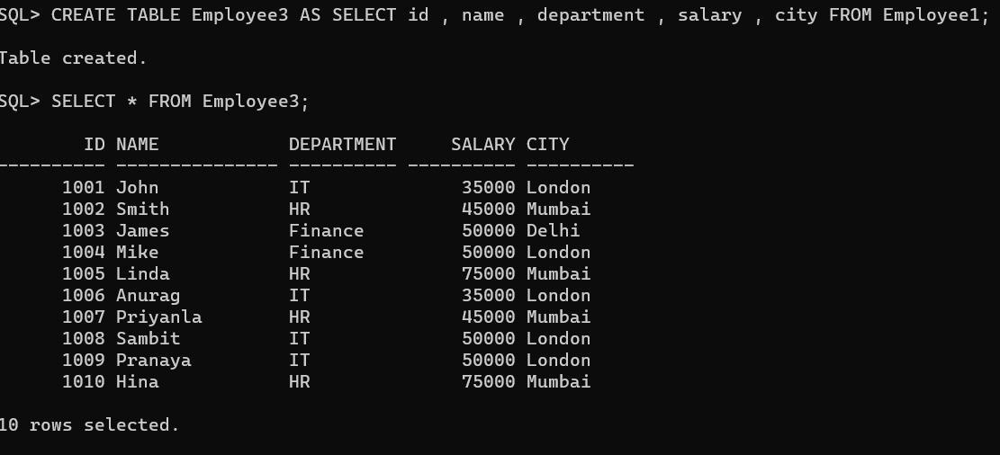 SQL> CREATE TABLE Employee3 AS SELECT id , name , department , salary , city FROM Employee1;
Table created.
SQL> SELECT * FROM Employee3;
        ID NAME            DEPARTMENT     SALARY CITY
---------- --------------- ---------- ---------- ----------
      1001 John            IT              35000 London
      1002 Smith           HR              45000 Mumbai
      1003 James           Finance         50000 Delhi
      1004 Mike            Finance         50000 London
      1005 Linda           HR              75000 Mumbai
      1006 Anurag          IT              35000 London
      1007 Priyanla        HR              45000 Mumbai
      1008 Sambit          IT              50000 London
      1009 Pranaya         IT              50000 London
      1010 Hina            HR              75000 Mumbai
10 rows selected.